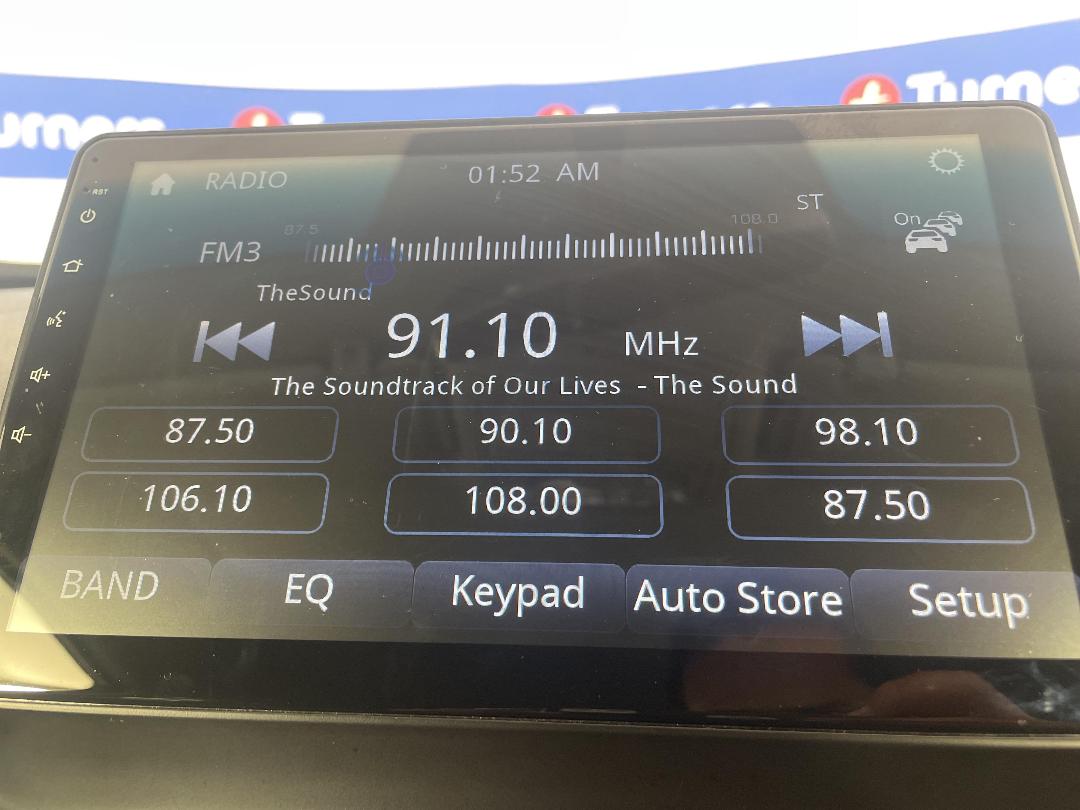 Turners
urners
RST
RADIO
01:52 AM
ST
On
87.5
108.0
FM3
TheSound
91.10 MHz
The Soundtrack of Our Lives - The Sound
87.50 90.10 98.10
106.10 108.00 87.50
BAND EQ Keypad Auto Store Setup